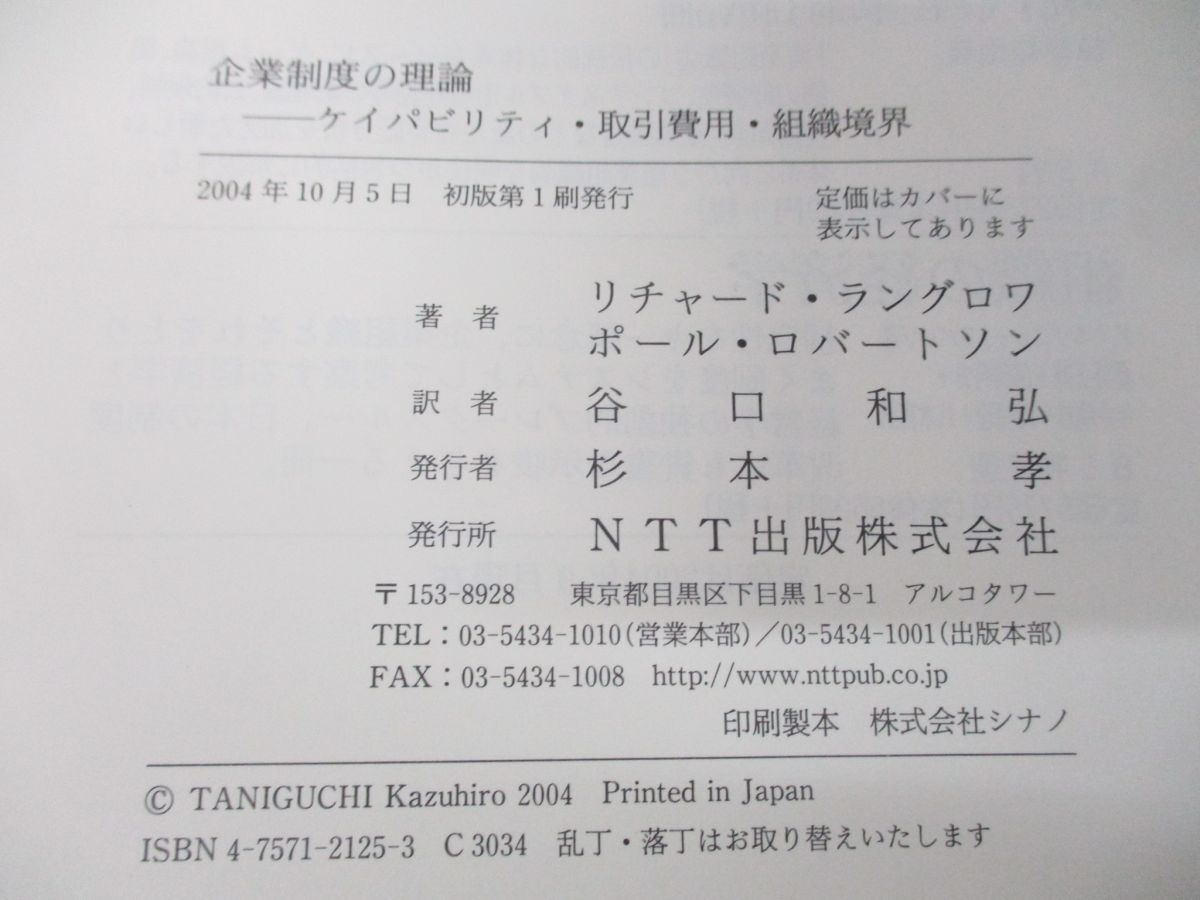 企業制度の理論
――ケイパビリティ・取引費用・組織境界
2004年10月5日　初版第1刷発行
定価はカバーに
表示してあります
著　者　リチャード・ラングロワ
ポール・ロバートソン
訳　者　谷口和弘
発行者　杉本孝
発行所　NTT出版株式会社
〒153-8928　東京都目黒区下目黒1-8-1　アルコタワー
TEL：03-5434-1010(営業本部)／03-5434-1001(出版本部)
FAX：03-5434-1008　http://www.nttpub.co.jp
印刷製本　株式会社シナノ
© TANIGUCHI Kazuhiro 2004　Printed in Japan
ISBN 4-7571-2125-3　C3034　乱丁・落丁はお取り替えいたします